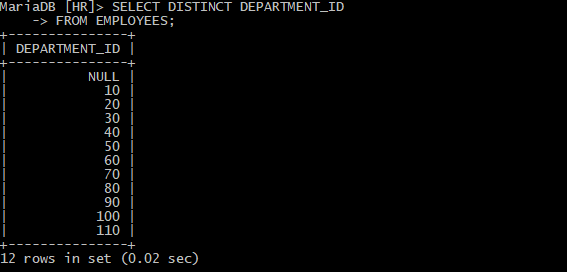 MariaDB [HR]> SELECT DISTINCT DEPARTMENT_ID
    -> FROM EMPLOYEES;
+---------------+
| DEPARTMENT_ID |
+---------------+
|          NULL |
|            10 |
|            20 |
|            30 |
|            40 |
|            50 |
|            60 |
|            70 |
|            80 |
|            90 |
|           100 |
|           110 |
+---------------+
12 rows in set (0.02 sec)